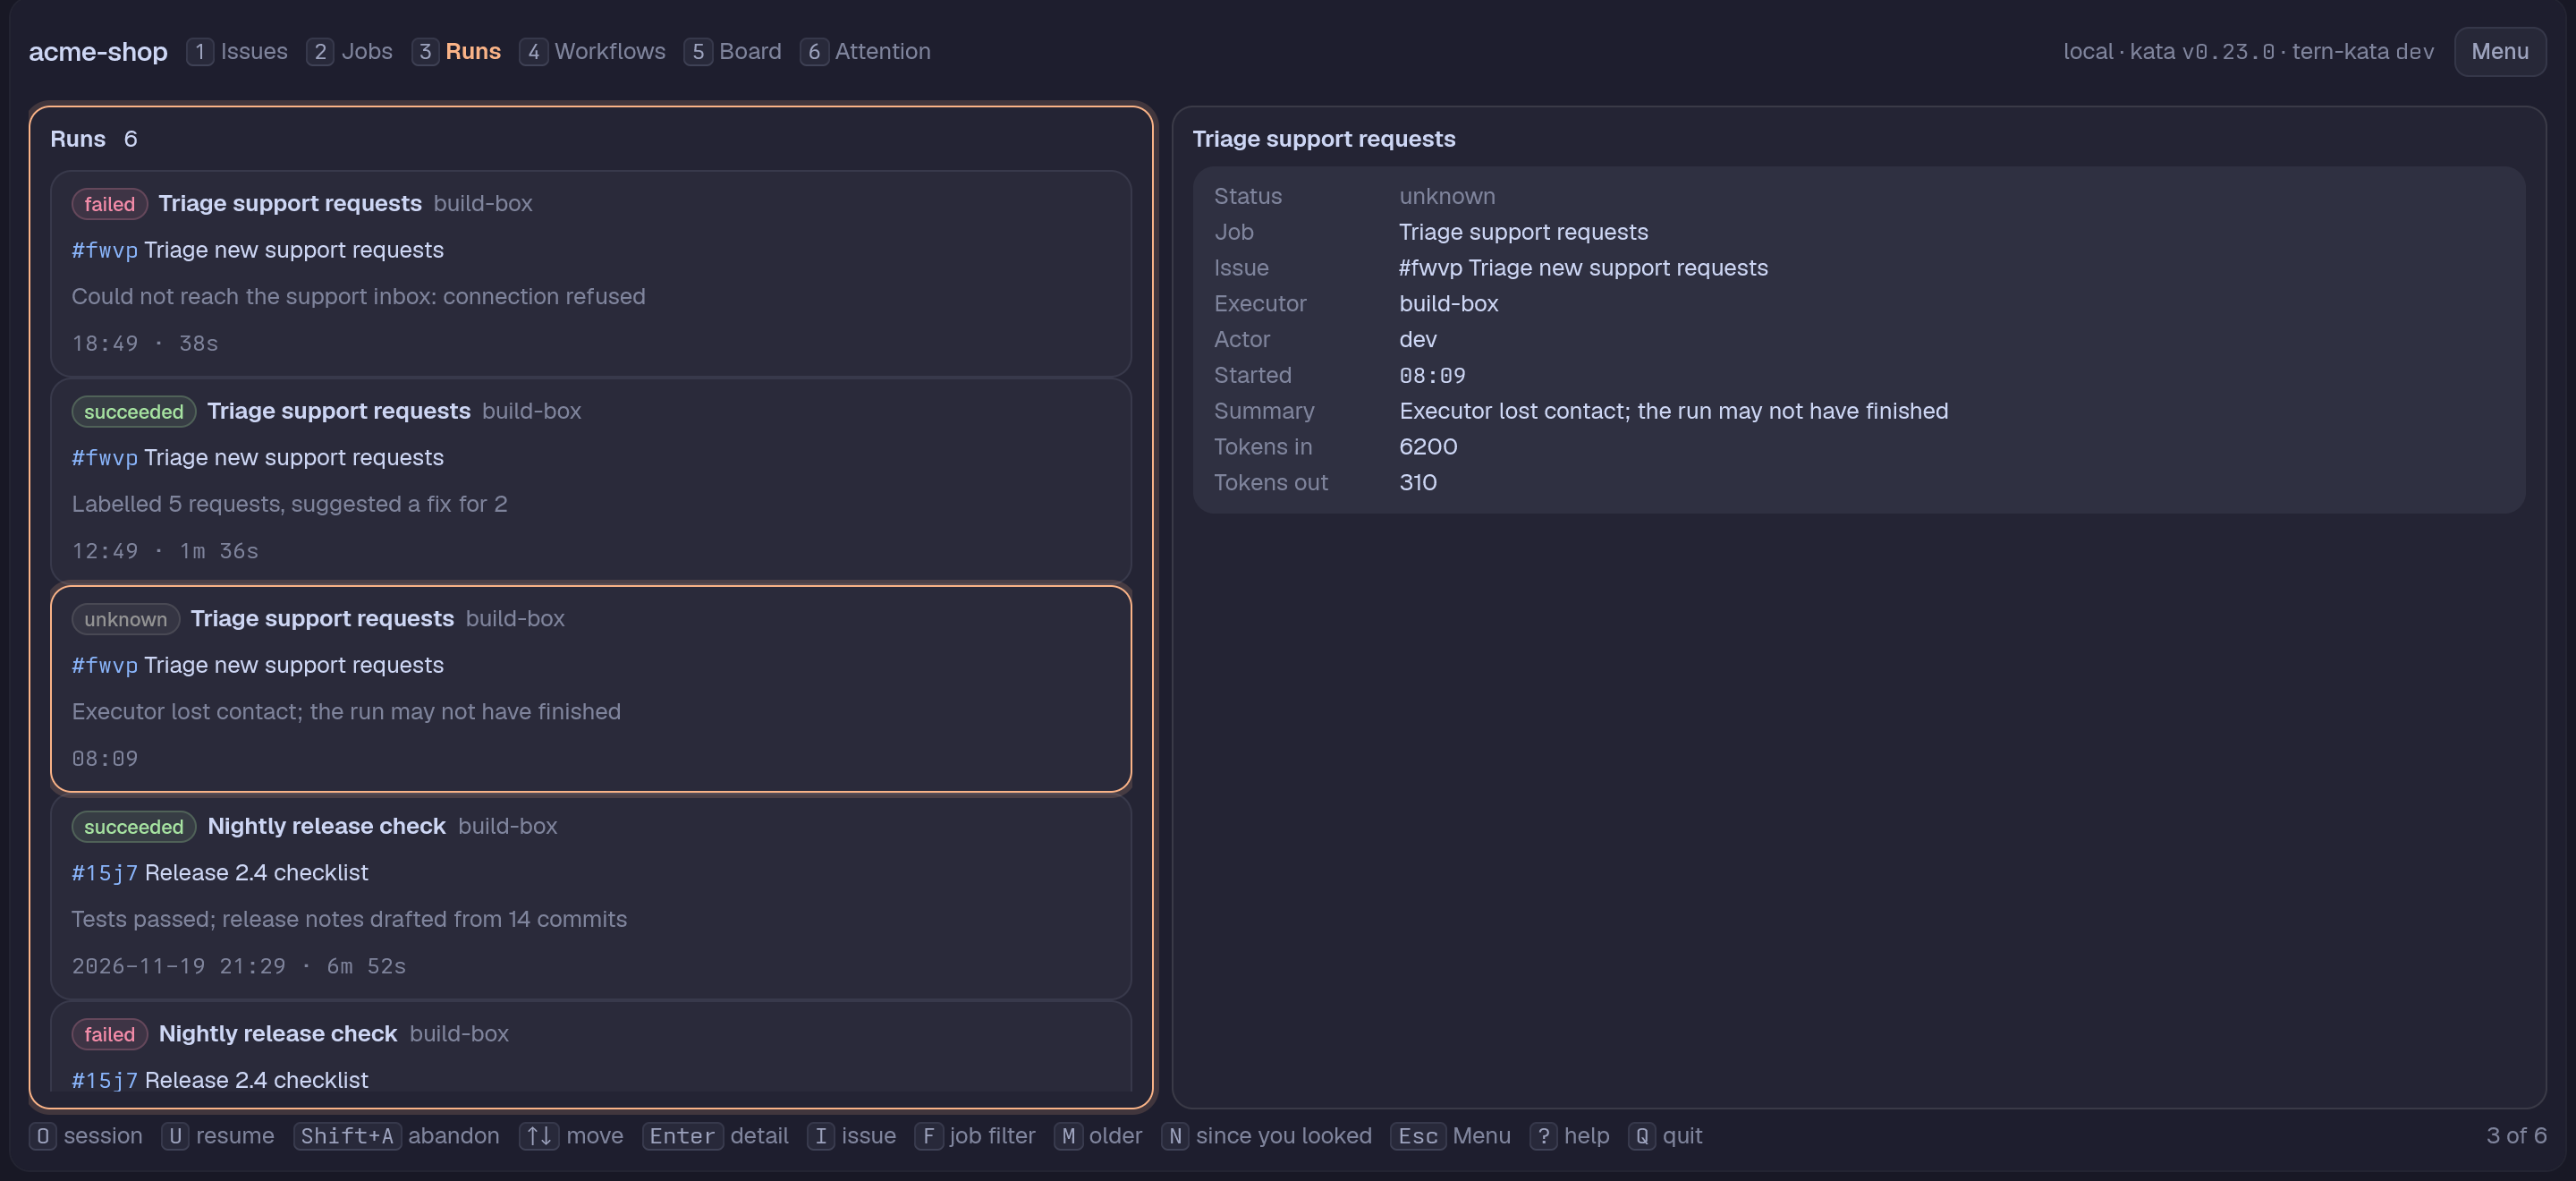 acme-shop 1 Issues 2 Jobs 3 Runs 4 Workflows 5 Board 6 Attention local · kata v0.23.0 · tern-kata dev Menu
Runs 6
failed Triage support requests build-box
#fwvp Triage new support requests
Could not reach the support inbox: connection refused
18:49 · 38s
succeeded Triage support requests build-box
#fwvp Triage new support requests
Labelled 5 requests, suggested a fix for 2
12:49 · 1m 36s
unknown Triage support requests build-box
#fwvp Triage new support requests
Executor lost contact; the run may not have finished
08:09
succeeded Nightly release check build-box
#15j7 Release 2.4 checklist
Tests passed; release notes drafted from 14 commits
2026-11-19 21:29 · 6m 52s
failed Nightly release check build-box
#15j7 Release 2.4 checklist
Triage support requests
Status unknown
Job Triage support requests
Issue #fwvp Triage new support requests
Executor build-box
Actor dev
Started 08:09
Summary Executor lost contact; the run may not have finished
Tokens in 6200
Tokens out 310
O session U resume Shift+A abandon ↑↓ move Enter detail I issue F job filter M older N since you looked Esc Menu ? help Q quit 3 of 6